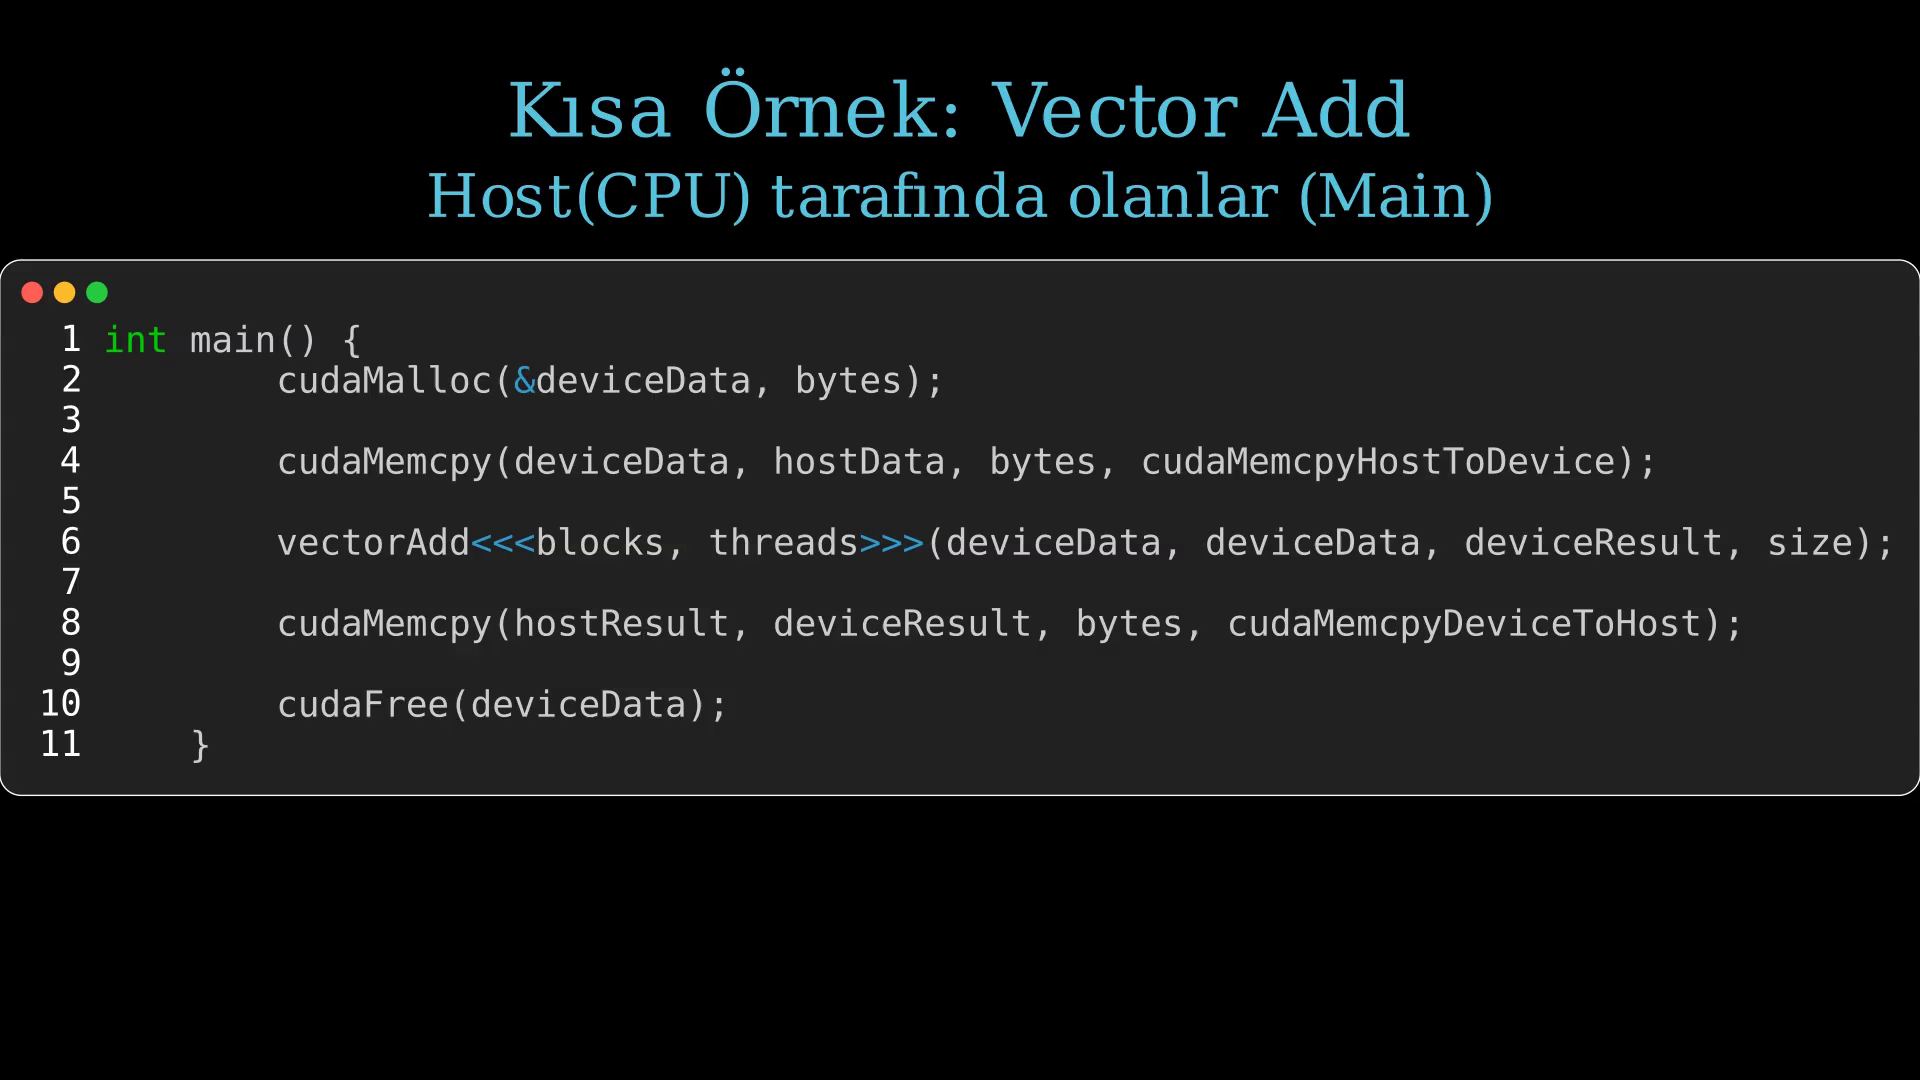 Kısa Örnek: Vector Add
Host(CPU) tarafında olanlar (Main)
1 int main() {
2 cudaMalloc(&deviceData, bytes);
3
4 cudaMemcpy(deviceData, hostData, bytes, cudaMemcpyHostToDevice);
5
6 vectorAdd<<<blocks, threads>>>(deviceData, deviceData, deviceResult, size);
7
8 cudaMemcpy(hostResult, deviceResult, bytes, cudaMemcpyDeviceToHost);
9
10 cudaFree(deviceData);
11 }